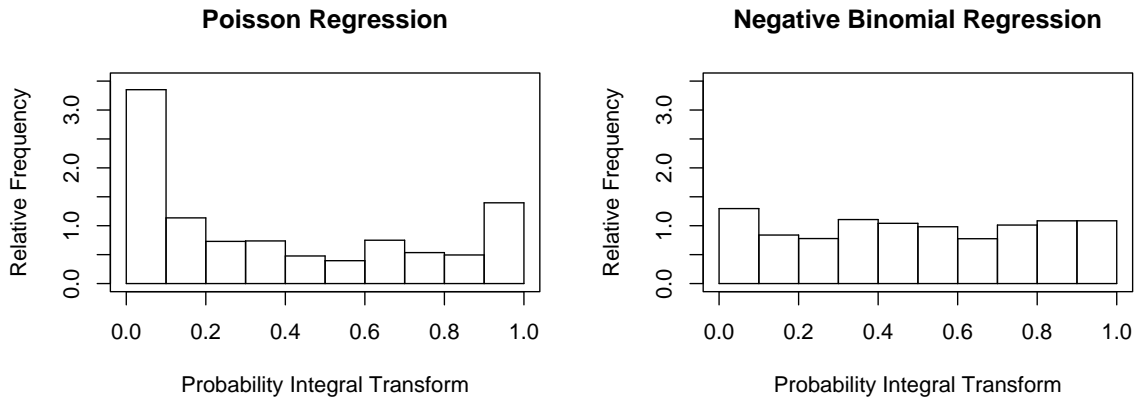 Poisson Regression
Relative Frequency
0.0 1.0 2.0 3.0
0.0 0.2 0.4 0.6 0.8 1.0
Probability Integral Transform
Negative Binomial Regression
Relative Frequency
0.0 1.0 2.0 3.0
0.0 0.2 0.4 0.6 0.8 1.0
Probability Integral Transform